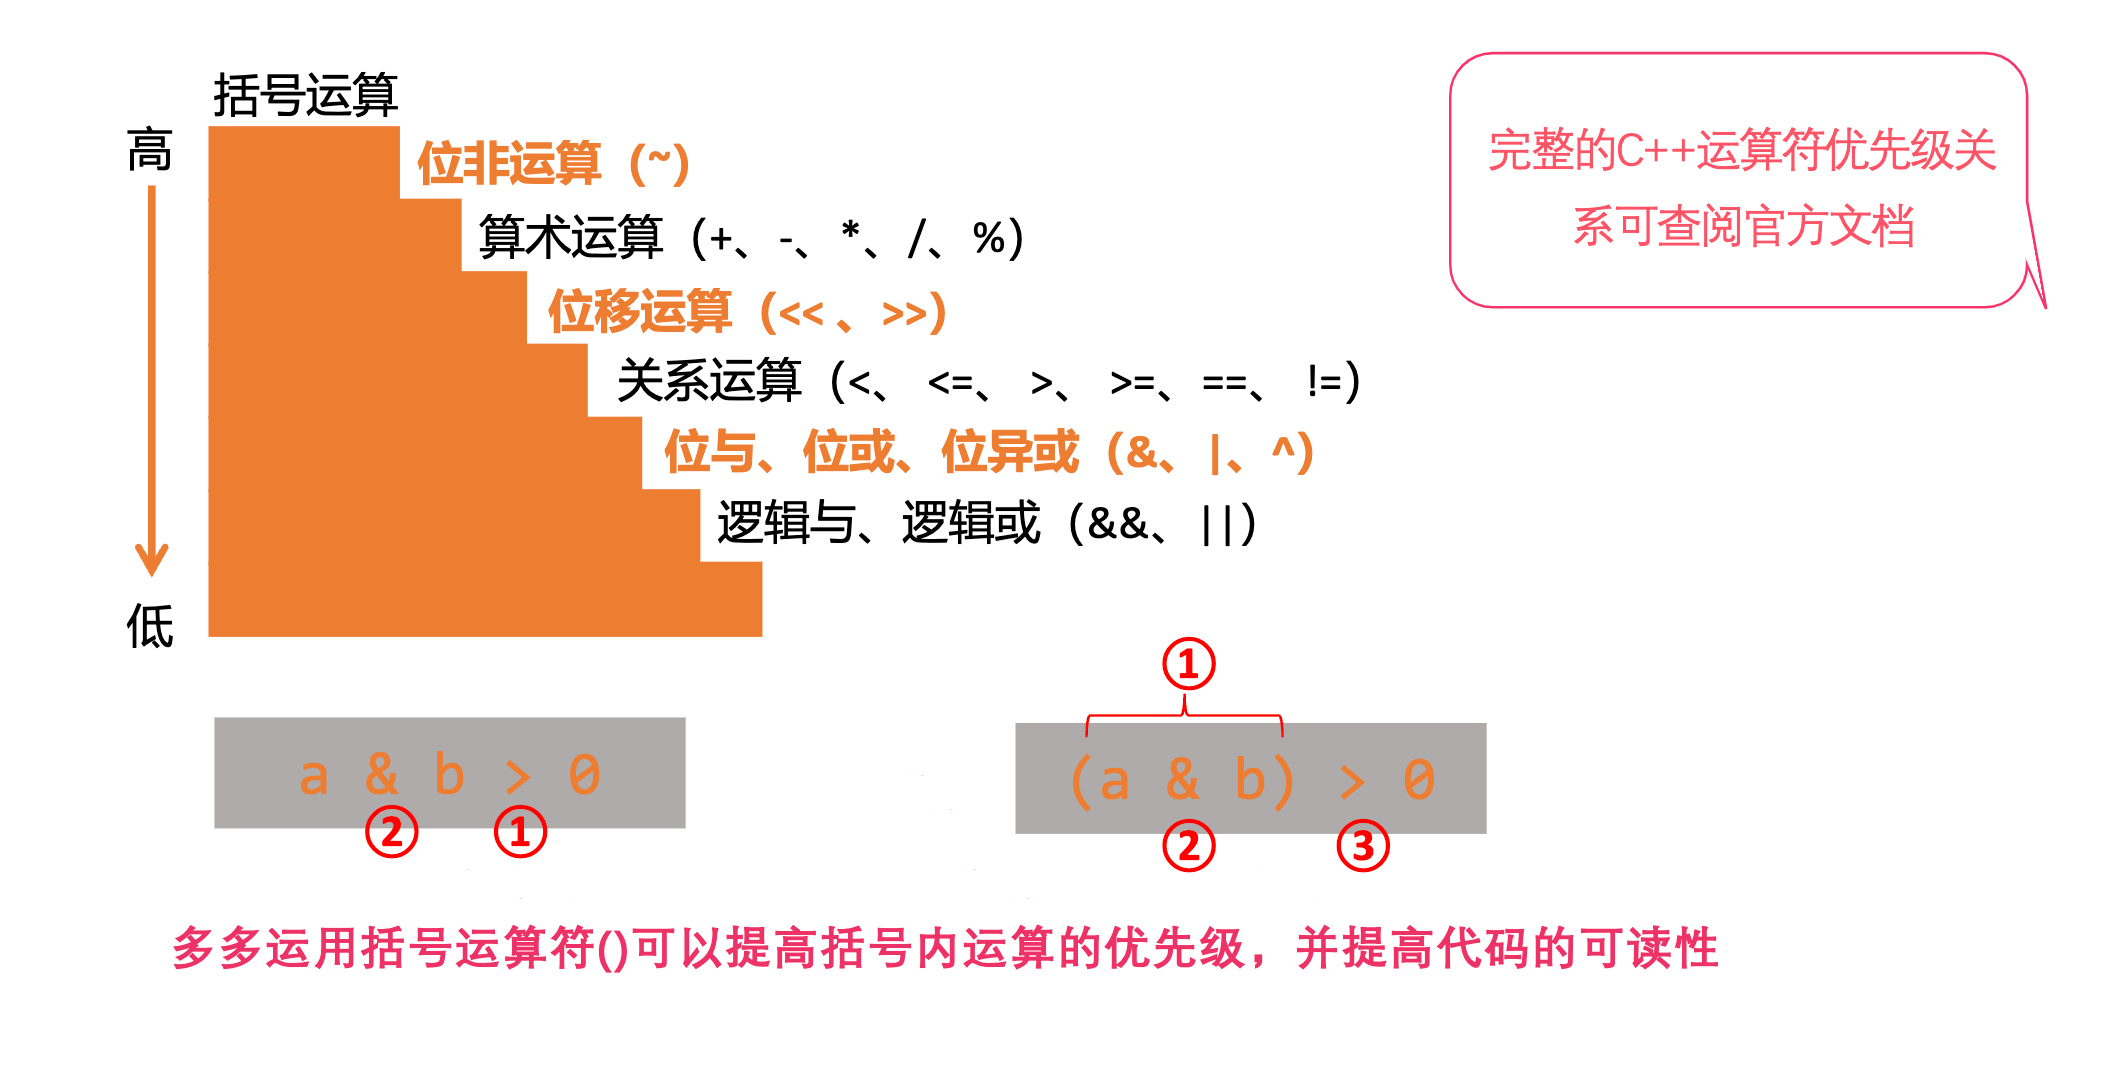 括号运算
高
位非运算（~）
算术运算（+、-、*、/、%）
位移运算（<< 、>>）
关系运算（<、 <=、 >、 >=、==、 !=）
位与、位或、位异或（&、|、^）
逻辑与、逻辑或（&&、||）
低
完整的C++运算符优先级关
系可查阅官方文档
a & b > 0
② ①
①
(a & b) > 0
② ③
多多运用括号运算符()可以提高括号内运算的优先级，并提高代码的可读性